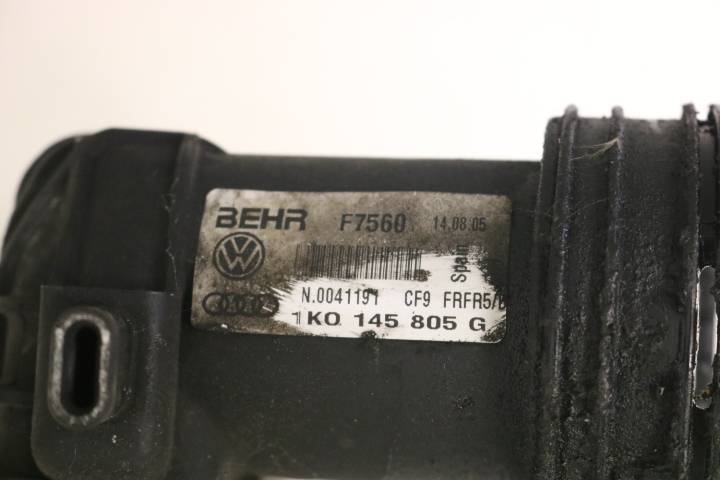 BEHR F7560 14.08.05
Spain
N.0041191 CF9 FRFR5/
1K0 145 805 G